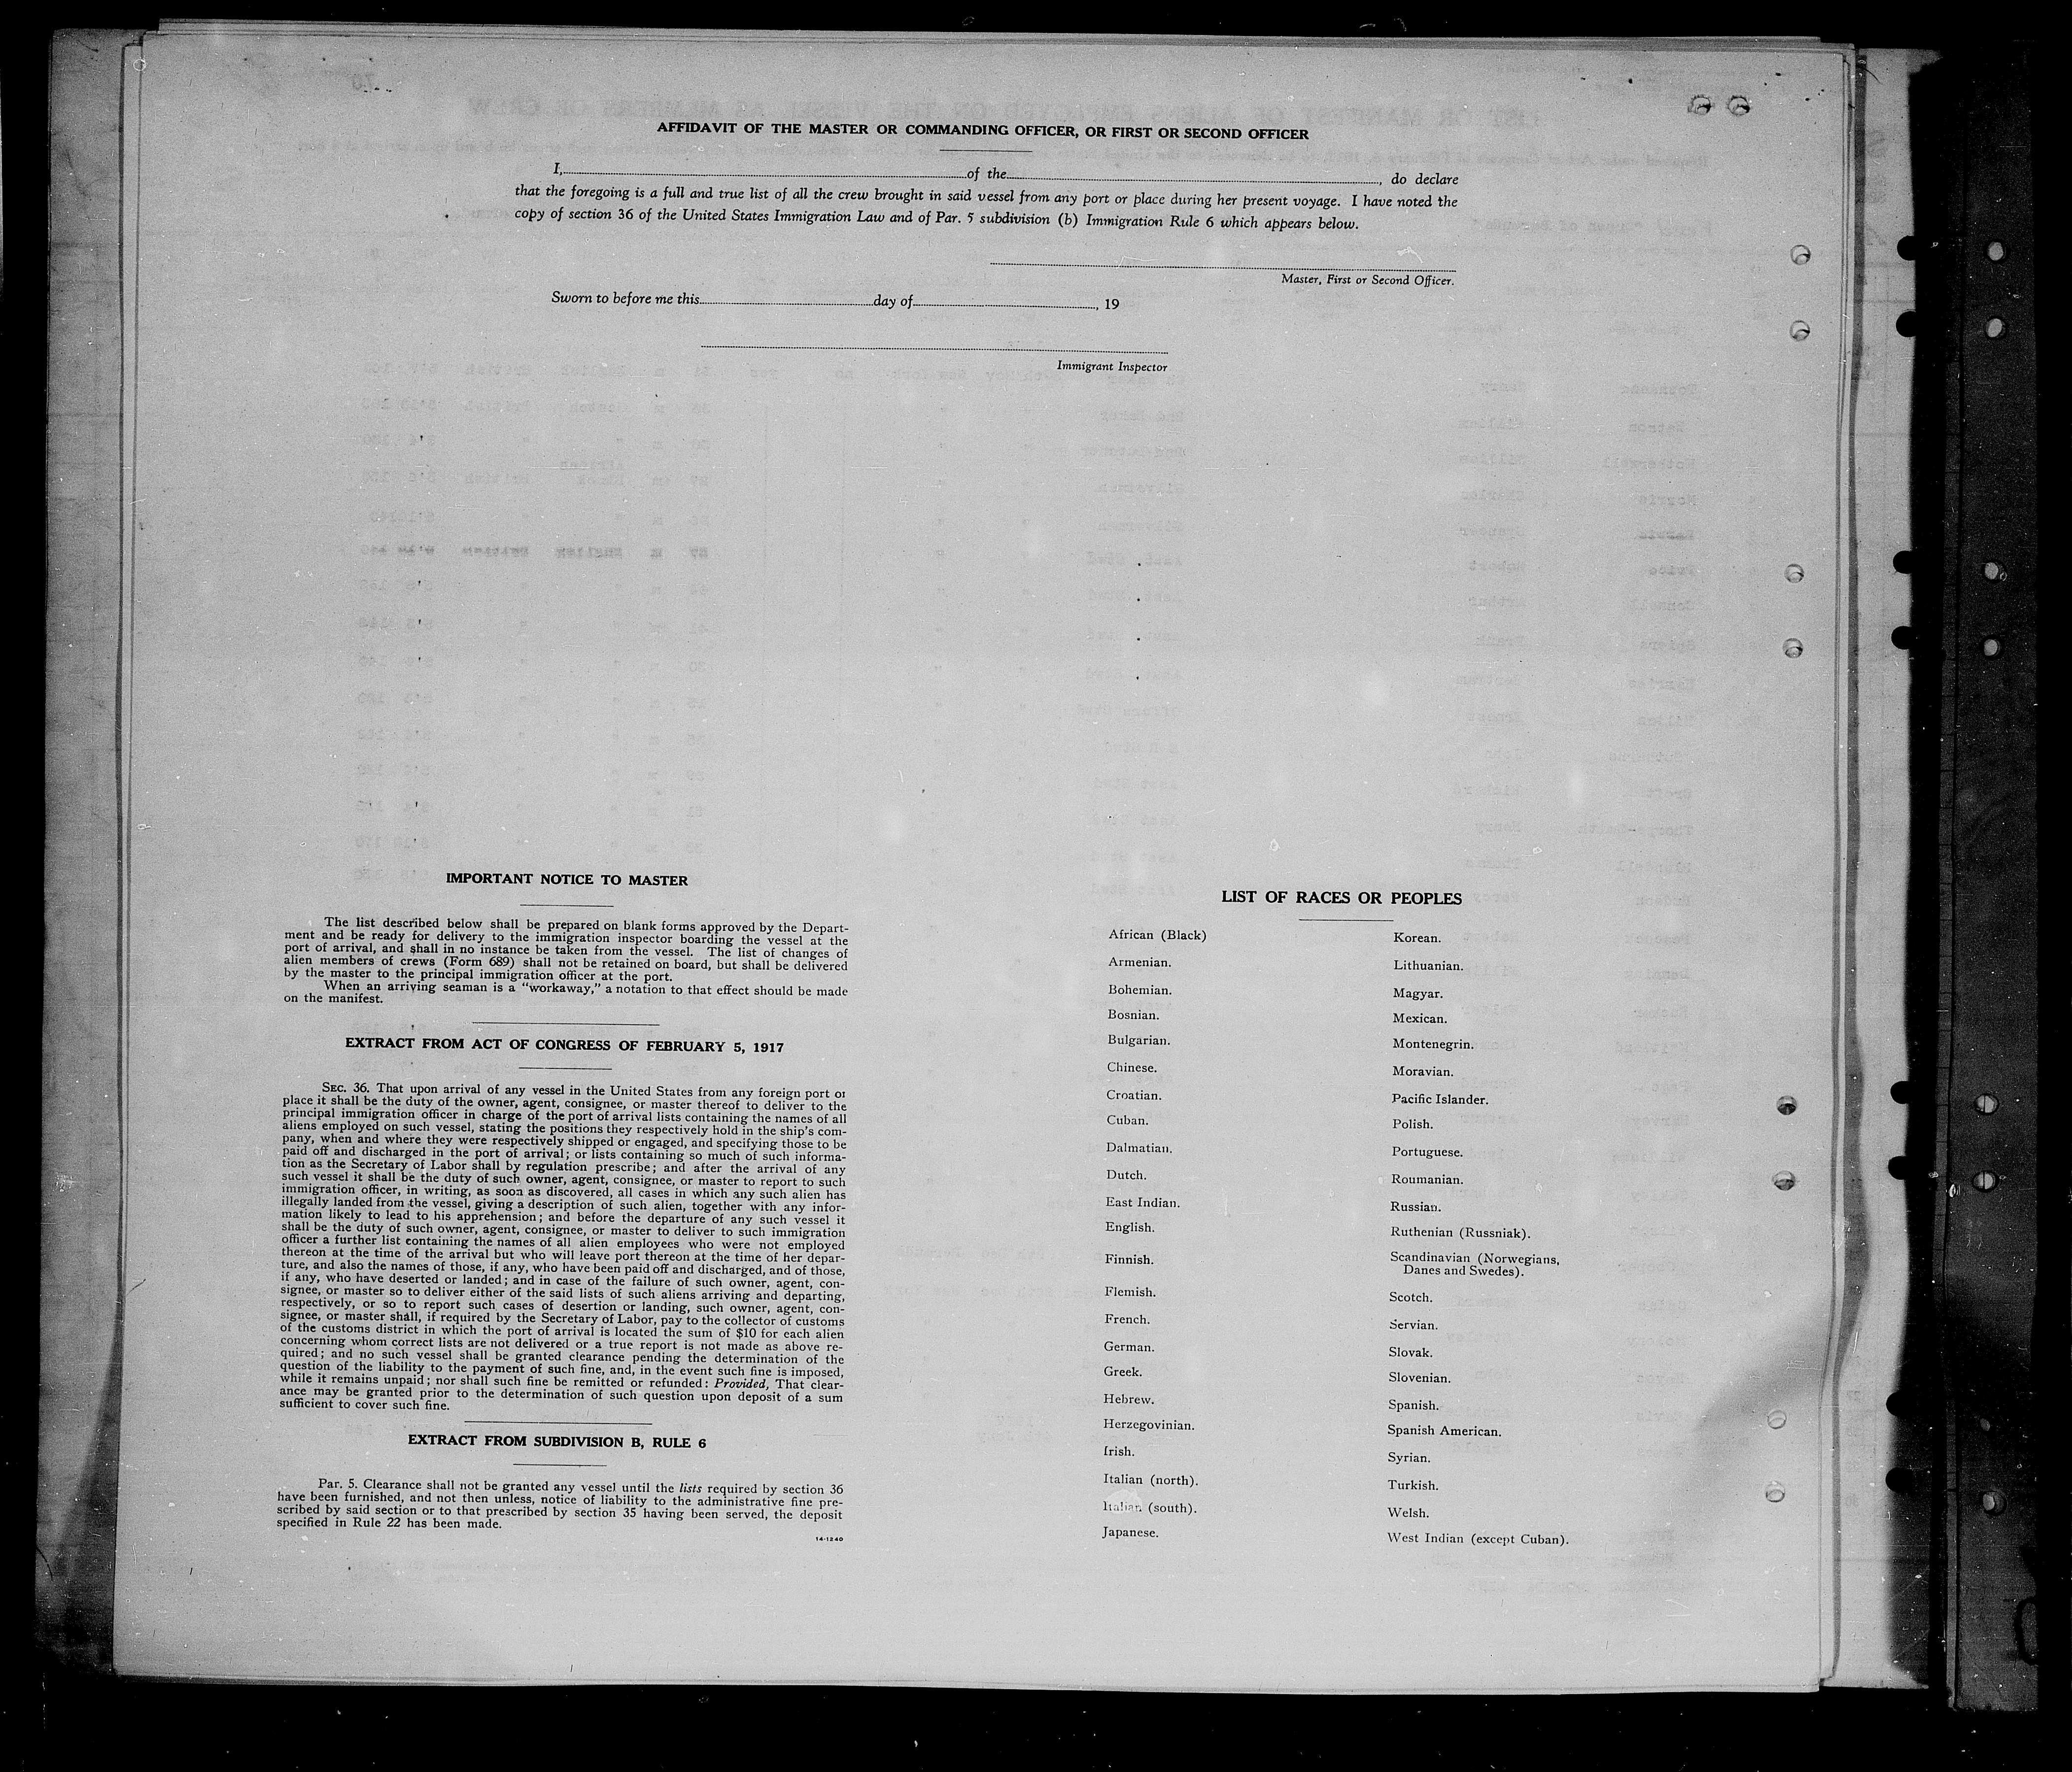 AFFIDAVIT OF THE MASTER OR COMMANDING OFFICER, OR FIRST OR SECOND OFFICER
I, of the , do declare
that the foregoing is a full and true list of all the crew brought in said vessel from any port or place during her present voyage. I have noted the
copy of section 36 of the United States Immigration Law and of Par. 5 subdivision (b) Immigration Rule 6 which appears below.
Master, First or Second Officer.
Sworn to before me this day of , 19
Immigrant Inspector
IMPORTANT NOTICE TO MASTER
The list described below shall be prepared on blank forms approved by the Depart-
ment and be ready for delivery to the immigration inspector boarding the vessel at the
port of arrival, and shall in no instance be taken from the vessel. The list of changes of
alien members of crews (Form 689) shall not be retained on board, but shall be delivered
by the master to the principal immigration officer at the port.
When an arriving seaman is a "workaway," a notation to that effect should be made
on the manifest.
EXTRACT FROM ACT OF CONGRESS OF FEBRUARY 5, 1917
SEC. 36. That upon arrival of any vessel in the United States from any foreign port or
place it shall be the duty of the owner, agent, consignee, or master thereof to deliver to the
principal immigration officer in charge of the port of arrival lists containing the names of all
aliens employed on such vessel, stating the positions they respectively hold in the ship's com-
pany, when and where they were respectively shipped or engaged, and specifying those to be
paid off and discharged in the port of arrival; or lists containing so much of such informa-
tion as the Secretary of Labor shall by regulation prescribe; and after the arrival of any
such vessel it shall be the duty of such owner, agent, consignee, or master to report to such
immigration officer, in writing, as soon as discovered, all cases in which any such alien has
illegally landed from the vessel, giving a description of such alien, together with any infor-
mation likely to lead to his apprehension; and before the departure of any such vessel it
shall be the duty of such owner, agent, consignee, or master to deliver to such immigration
officer a further list containing the names of all alien employees who were not employed
thereon at the time of the arrival but who will leave port thereon at the time of her depar-
ture, and also the names of those, if any, who have been paid off and discharged, and of those,
if any, who have deserted or landed; and in case of the failure of such owner, agent, con-
signee, or master so to deliver either of the said lists of such aliens arriving and departing,
respectively, or so to report such cases of desertion or landing, such owner, agent, con-
signee, or master shall, if required by the Secretary of Labor, pay to the collector of customs
of the customs district in which the port of arrival is located the sum of $10 for each alien
concerning whom correct lists are not delivered or a true report is not made as above re-
quired; and no such vessel shall be granted clearance pending the determination of the
question of the liability to the payment of such fine, and, in the event such fine is imposed,
while it remains unpaid; nor shall such fine be remitted or refunded: Provided, That clear-
ance may be granted prior to the determination of such question upon deposit of a sum
sufficient to cover such fine.
EXTRACT FROM SUBDIVISION B, RULE 6
Par. 5. Clearance shall not be granted any vessel until the lists required by section 36
have been furnished, and not then unless, notice of liability to the administrative fine pre-
scribed by said section or to that prescribed by section 35 having been served, the deposit
specified in Rule 22 has been made.
14-1240
LIST OF RACES OR PEOPLES
African (Black)
Armenian.
Bohemian.
Bosnian.
Bulgarian.
Chinese.
Croatian.
Cuban.
Dalmatian.
Dutch.
East Indian.
English.
Finnish.
Flemish.
French.
German.
Greek.
Hebrew.
Herzegovinian.
Irish.
Italian (north).
Italian (south).
Japanese.
Korean.
Lithuanian.
Magyar.
Mexican.
Montenegrin.
Moravian.
Pacific Islander.
Polish.
Portuguese.
Roumanian.
Russian.
Ruthenian (Russniak).
Scandinavian (Norwegians,
Danes and Swedes).
Scotch.
Servian.
Slovak.
Slovenian.
Spanish.
Spanish American.
Syrian.
Turkish.
Welsh.
West Indian (except Cuban).